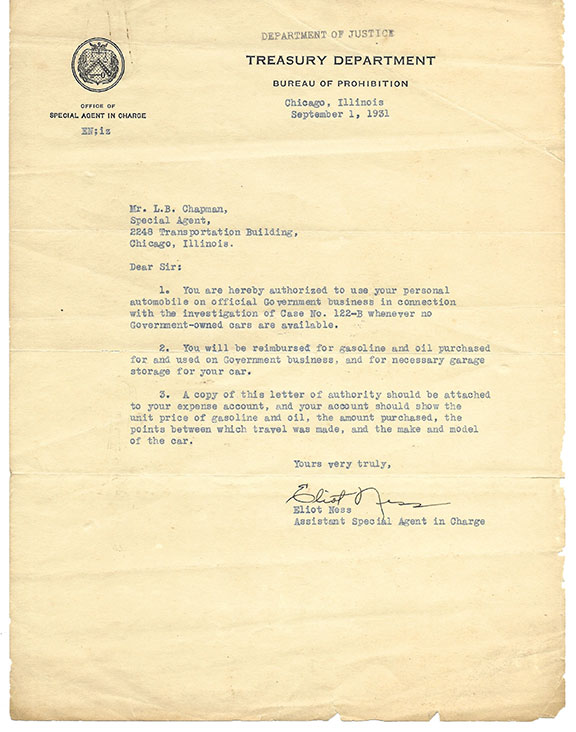 DEPARTMENT OF JUSTICE
TREASURY DEPARTMENT
BUREAU OF PROHIBITION
Chicago, Illinois
September 1, 1931
OFFICE OF
SPECIAL AGENT IN CHARGE
EN:iz
Mr. L.B. Chapman,
Special Agent,
2248 Transportation Building,
Chicago, Illinois.
Dear Sir:
1. You are hereby authorized to use your personal
automobile on official Government business in connection
with the investigation of Case No. 122-B whenever no
Government-owned cars are available.
2. You will be reimbursed for gasoline and oil purchased
for and used on Government business, and for necessary garage
storage for your car.
3. A copy of this letter of authority should be attached
to your expense account, and your account should show the
unit price of gasoline and oil, the amount purchased, the
points between which travel was made, and the make and model
of the car.
Yours very truly,
Eliot Ness
Eliot Ness
Assistant Special Agent in Charge